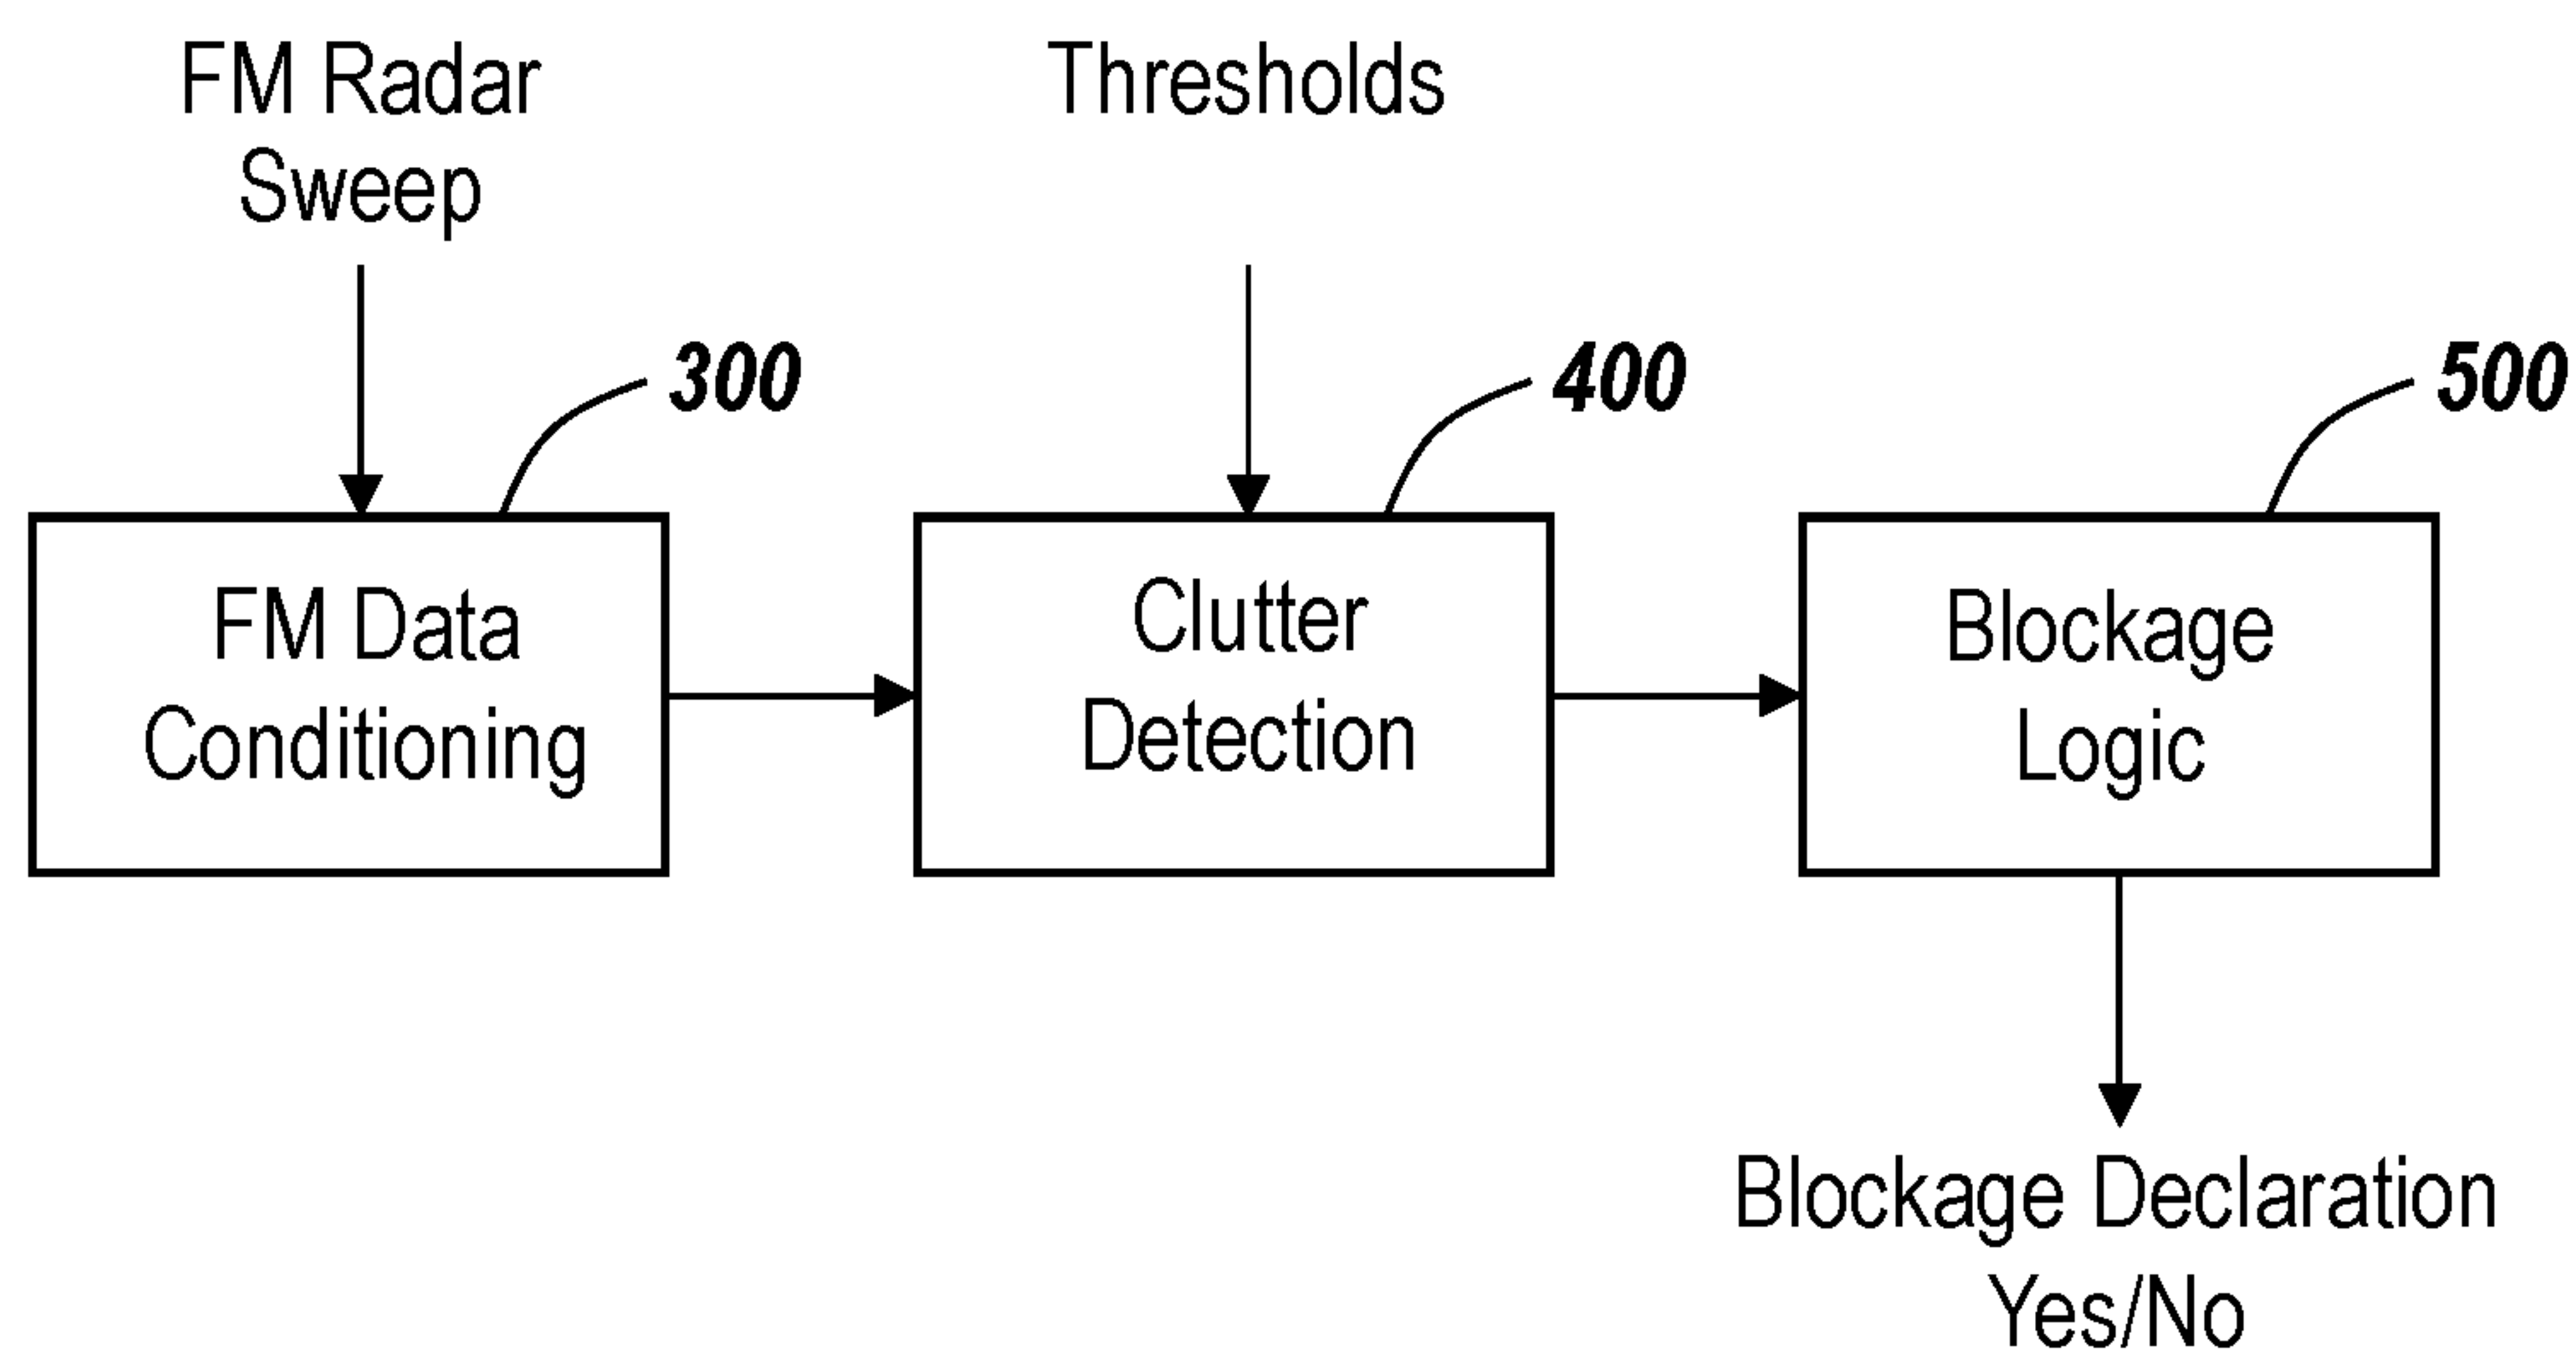 FM Radar
Sweep
Thresholds
300
400
500
FM Data
Conditioning
Clutter
Detection
Blockage
Logic
Blockage Declaration
Yes/No